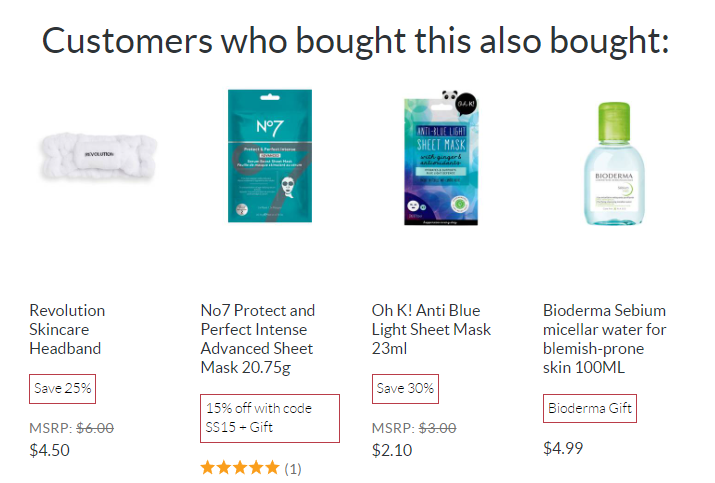 Customers who bought this also bought:
REVOLUTION
No7
Protect & Perfect Intense
ADVANCED
Oh K!
ANTI-BLUE LIGHT
SHEET MASK
with ginger &
antioxidants
BIODERMA
Revolution
Skincare
Headband
Save 25%
MSRP: $6.00
$4.50
No7 Protect and
Perfect Intense
Advanced Sheet
Mask 20.75g
15% off with code
SS15 + Gift
(1)
Oh K! Anti Blue
Light Sheet Mask
23ml
Save 30%
MSRP: $3.00
$2.10
Bioderma Sebium
micellar water for
blemish-prone
skin 100ML
Bioderma Gift
$4.99